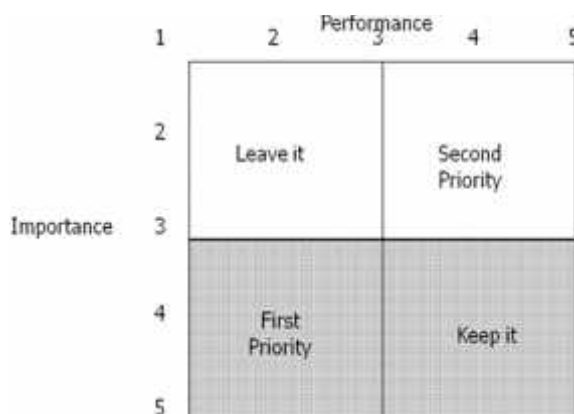 Performance
1 2 3 4 5
2
Leave it
Second
Priority
Importance
3
4
First
Priority
Keep it
5